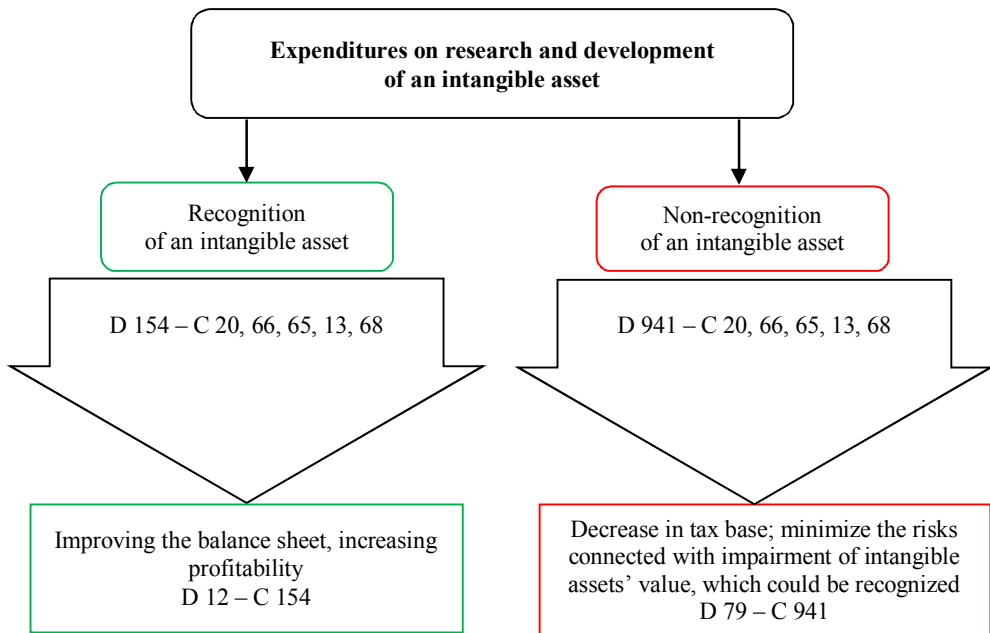 Expenditures on research and development
of an intangible asset
Recognition
of an intangible asset
Non-recognition
of an intangible asset
D 154 – C 20, 66, 65, 13, 68
D 941 – C 20, 66, 65, 13, 68
Improving the balance sheet, increasing
profitability
D 12 – C 154
Decrease in tax base; minimize the risks
connected with impairment of intangible
assets’ value, which could be recognized
D 79 – C 941